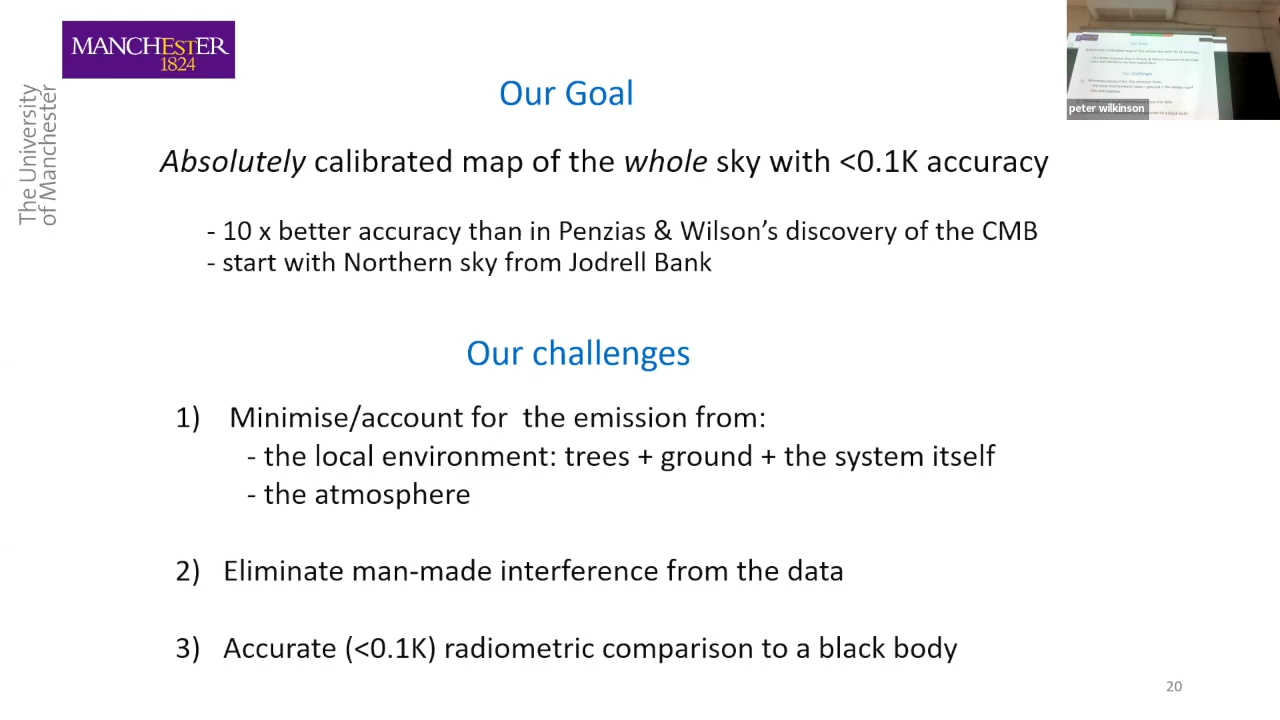 MANCHESTER
1824
The University
of Manchester
Our Goal
Absolutely calibrated map of the whole sky with <0.1K accuracy
- 10 x better accuracy than in Penzias & Wilson's discovery of the CMB
- start with Northern sky from Jodrell Bank
Our challenges
1) Minimise/account for the emission from:
- the local environment: trees + ground + the system itself
- the atmosphere
2) Eliminate man-made interference from the data
3) Accurate (<0.1K) radiometric comparison to a black body
20
peter wilkinson